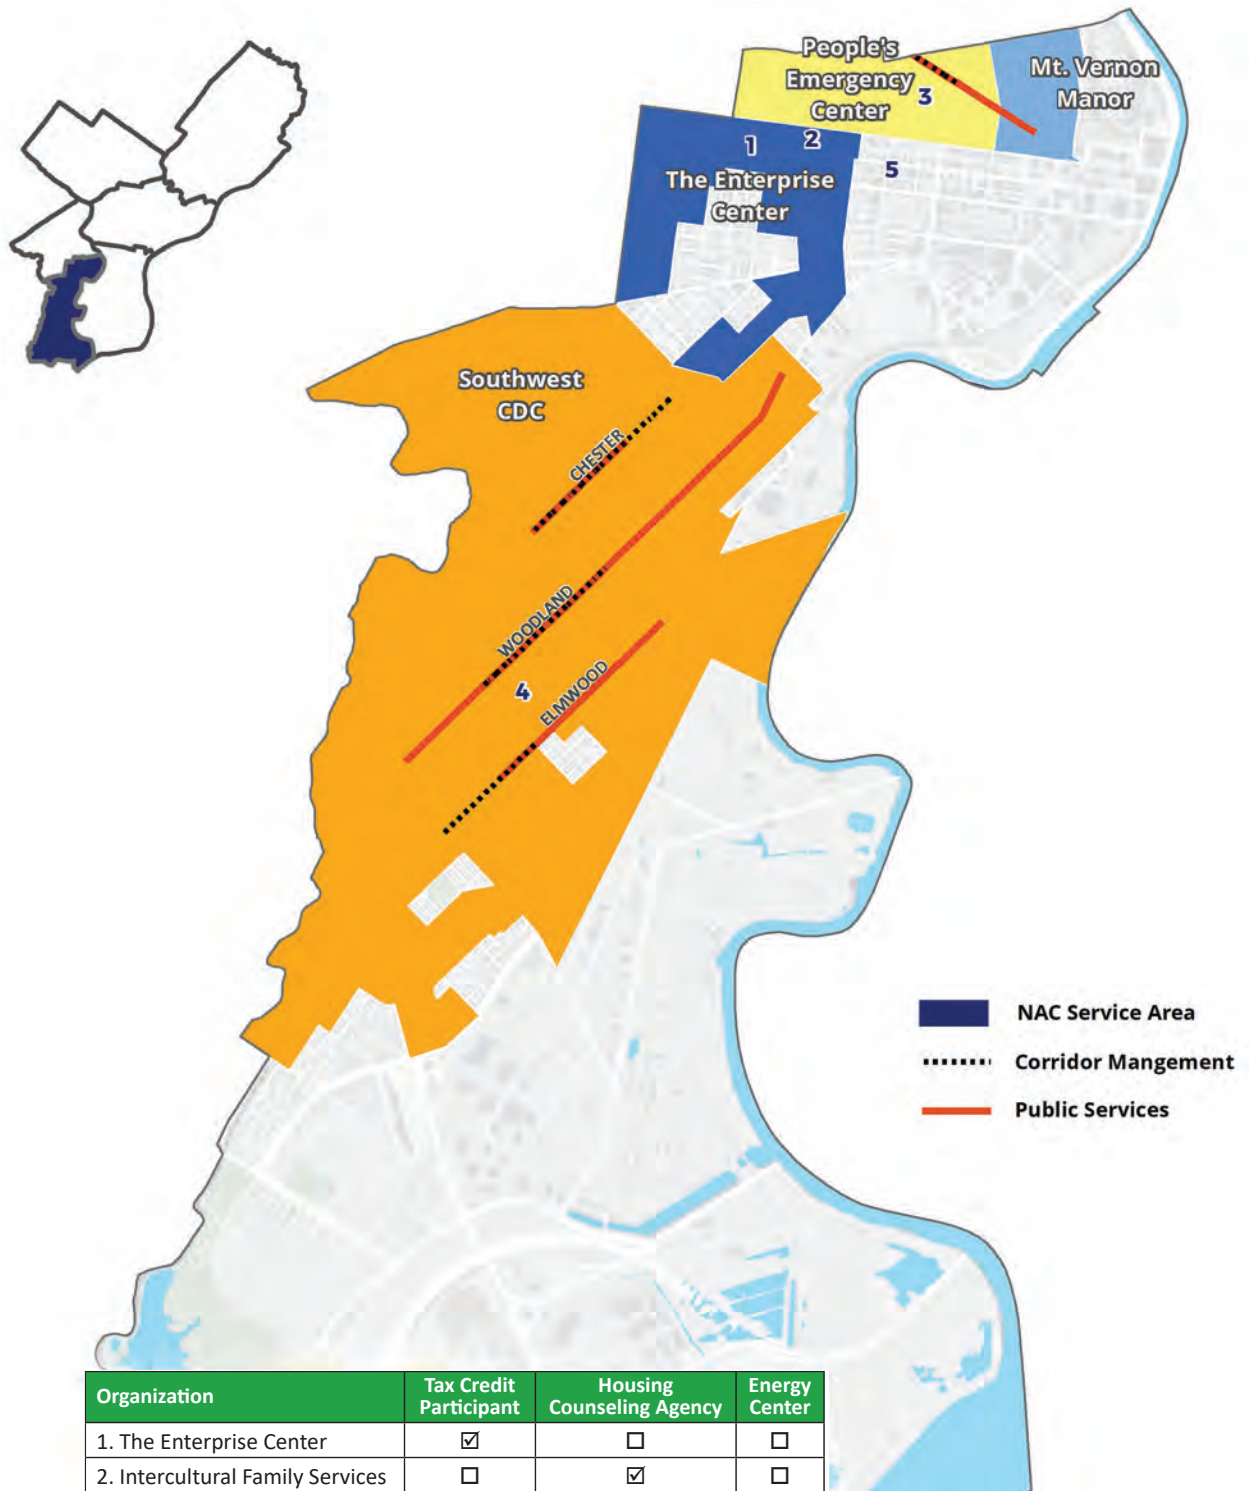 People's
Emergency
Center
3
Mt. Vernon
Manor
1
2
5
The Enterprise
Center
Southwest
CDC
CHESTER
WOODLAND
4
ELMWOOD
NAC Service Area
Corridor Mangement
Public Services
Organization
Tax Credit
Participant
Housing
Counseling Agency
Energy
Center
1. The Enterprise Center ☑ ☐ ☐
2. Intercultural Family Services ☐ ☑ ☐